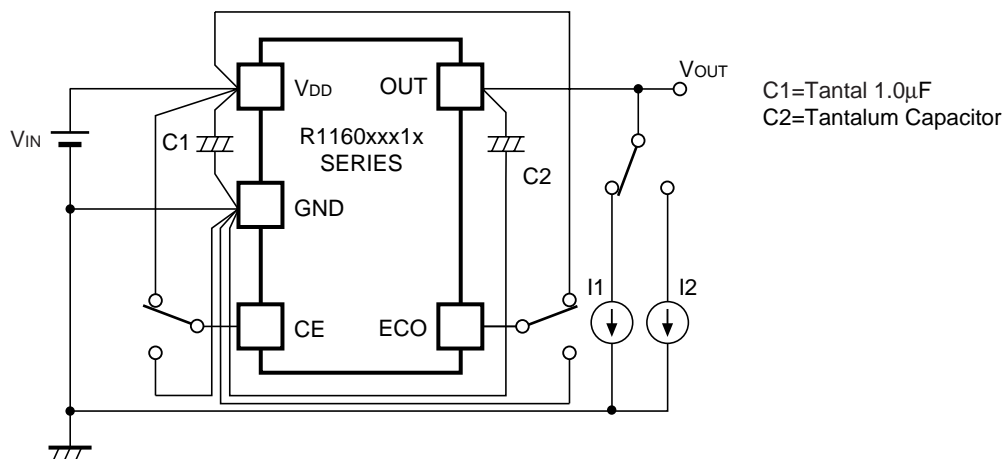 VDD
OUT
VOUT
C1=Tantal 1.0μF
C2=Tantalum Capacitor
VIN
C1
R1160xxx1x
SERIES
C2
GND
I1
I2
CE
ECO